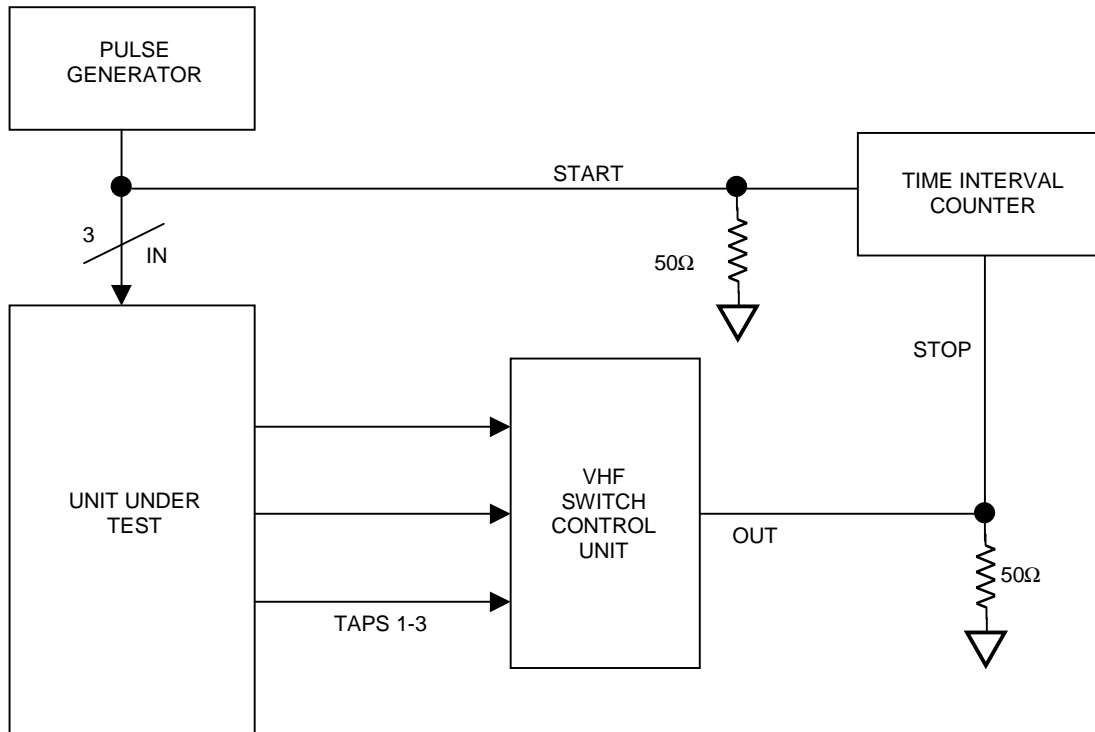 PULSE
GENERATOR
START
TIME INTERVAL
COUNTER
3
IN
50Ω
STOP
UNIT UNDER
TEST
VHF
SWITCH
CONTROL
UNIT
OUT
50Ω
TAPS 1-3